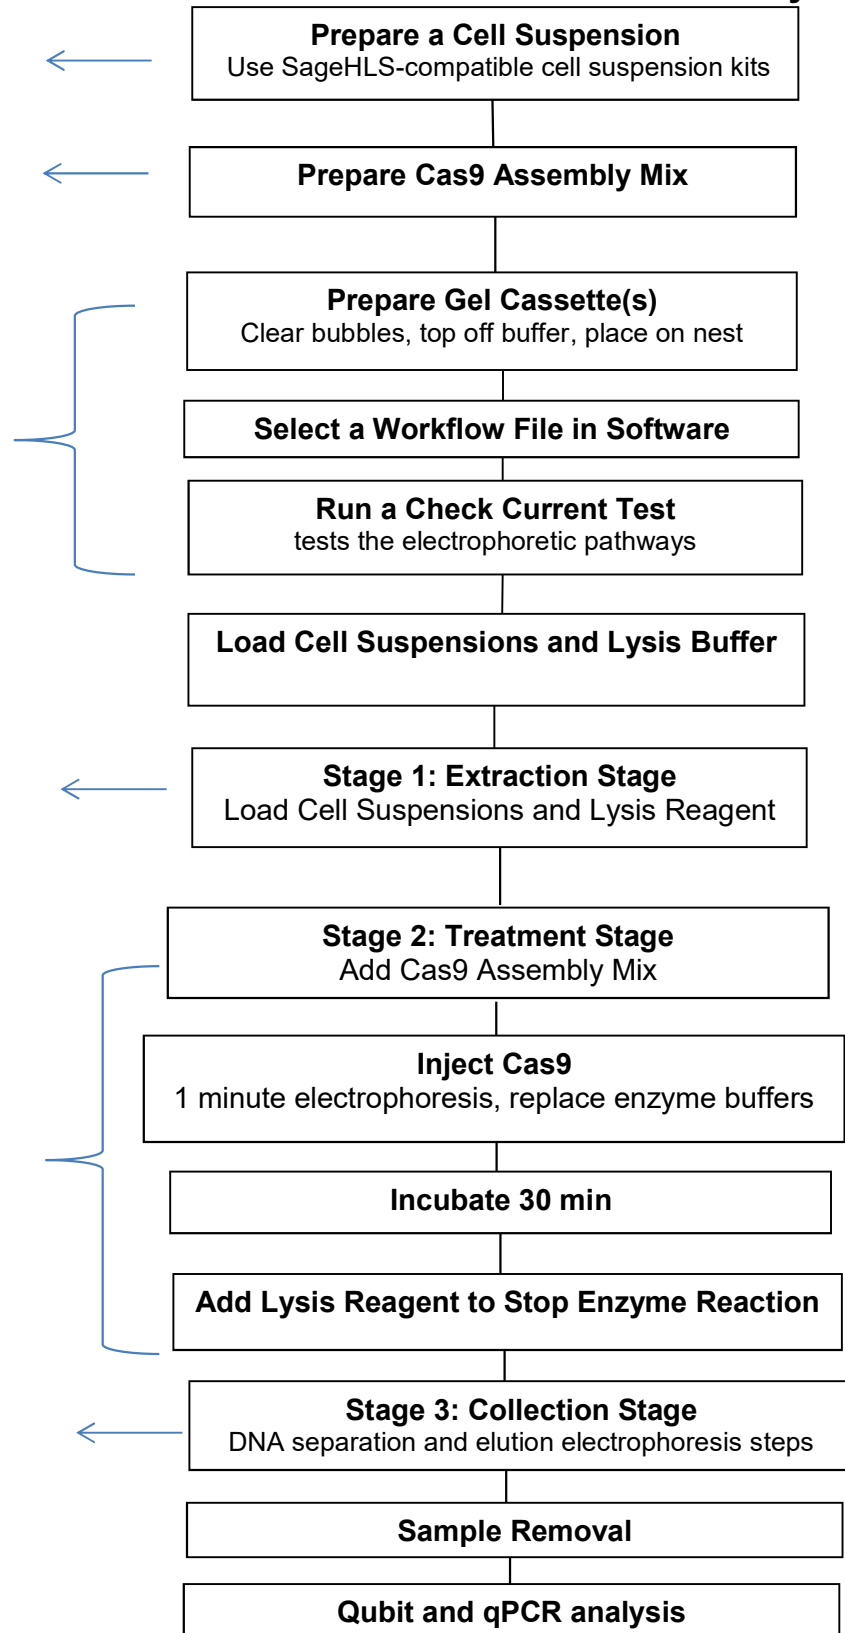 Prepare a Cell Suspension
Use SageHLS-compatible cell suspension kits
Prepare Cas9 Assembly Mix
Prepare Gel Cassette(s)
Clear bubbles, top off buffer, place on nest
Select a Workflow File in Software
Run a Check Current Test
tests the electrophoretic pathways
Load Cell Suspensions and Lysis Buffer
Stage 1: Extraction Stage
Load Cell Suspensions and Lysis Reagent
Stage 2: Treatment Stage
Add Cas9 Assembly Mix
Inject Cas9
1 minute electrophoresis, replace enzyme buffers
Incubate 30 min
Add Lysis Reagent to Stop Enzyme Reaction
Stage 3: Collection Stage
DNA separation and elution electrophoresis steps
Sample Removal
Qubit and qPCR analysis